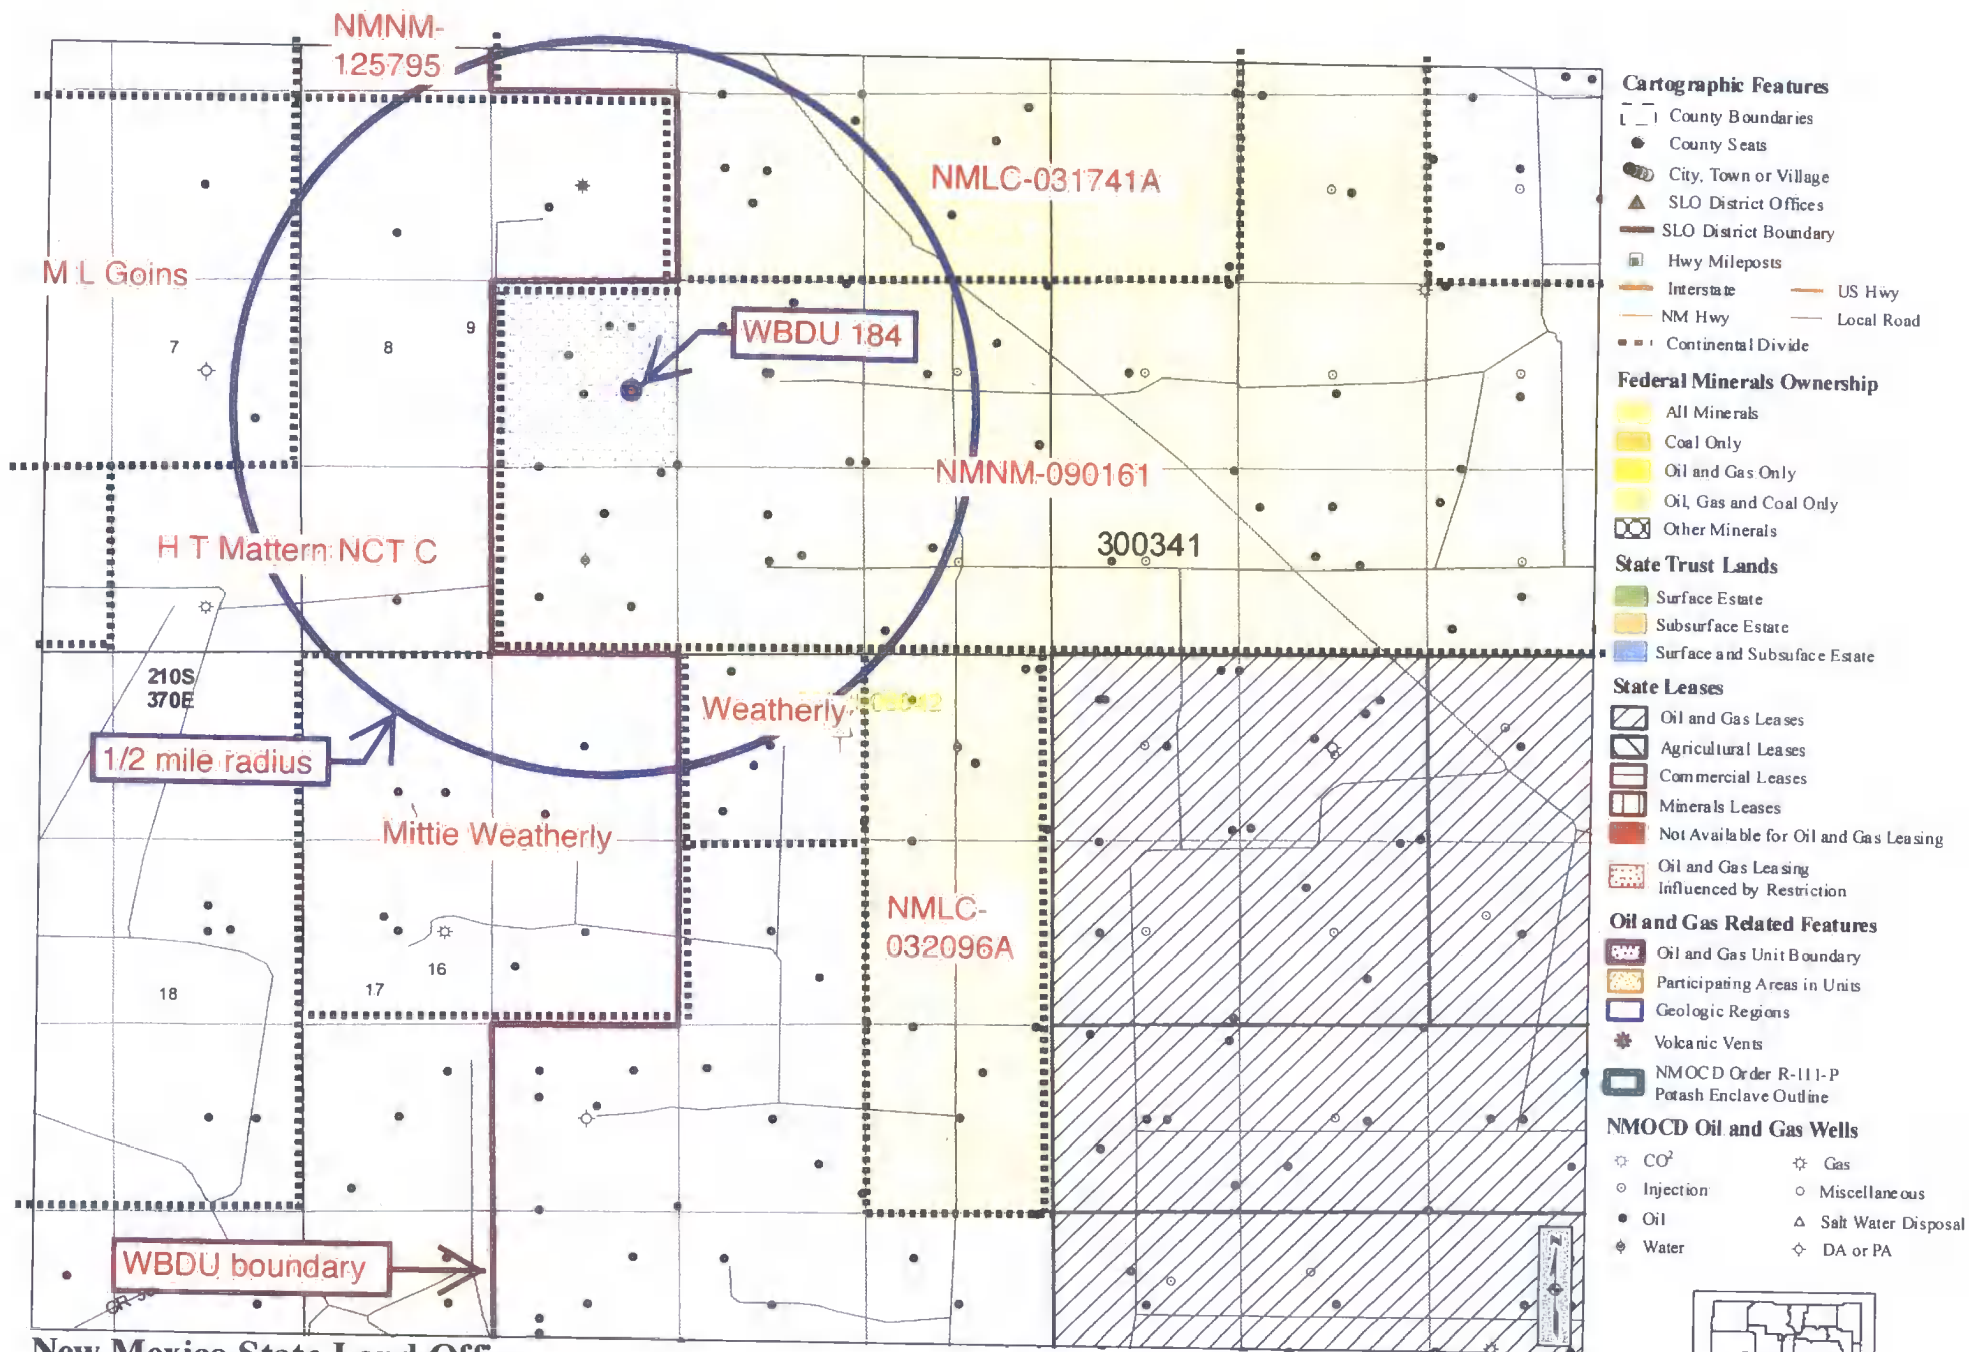 NMNM-
125795
NMLC-031741A
M L Goins
WBDU 184
7
8
9
NMNM-090161
H T Mattern NCT C
300341
210S
370E
Weatherly
1/2 mile radius
Mittie Weatherly
NMLC-
032096A
16
17
18
WBDU boundary
New Mexico State Land Off
N
Cartographic Features
County Boundaries
County Seats
City, Town or Village
SLO District Offices
SLO District Boundary
Hwy Mileposts
Interstate
US Hwy
NM Hwy
Local Road
Continental Divide
Federal Minerals Ownership
All Minerals
Coal Only
Oil and Gas Only
Oil, Gas and Coal Only
Other Minerals
State Trust Lands
Surface Estate
Subsurface Estate
Surface and Subsuface Estate
State Leases
Oil and Gas Leases
Agricultural Leases
Commercial Leases
Minerals Leases
Not Available for Oil and Gas Leasing
Oil and Gas Leasing
Influenced by Restriction
Oil and Gas Related Features
Oil and Gas Unit Boundary
Participating Areas in Units
Geologic Regions
Volcanic Vents
NMOCD Order R-111-P
Potash Enclave Outline
NMOCD Oil and Gas Wells
CO²
Gas
Injection
Miscellaneous
Oil
Salt Water Disposal
Water
DA or PA